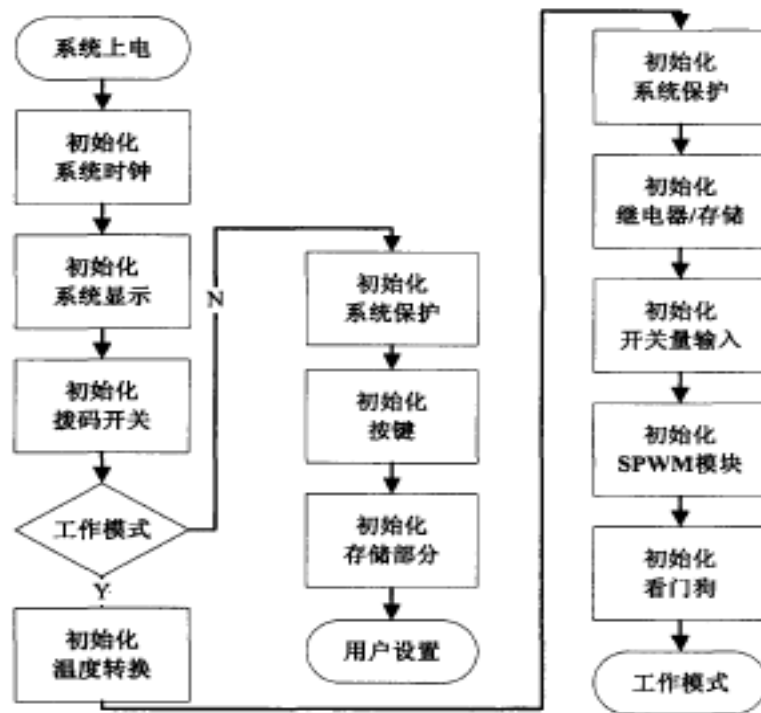 系统上电
初始化
系统时钟
初始化
系统显示
初始化
拨码开关
工作模式
Y
初始化
温度转换
N
初始化
系统保护
初始化
按键
初始化
存储部分
用户设置
初始化
系统保护
初始化
继电器/存储
初始化
开关量输入
初始化
SPWM模块
初始化
看门狗
工作模式